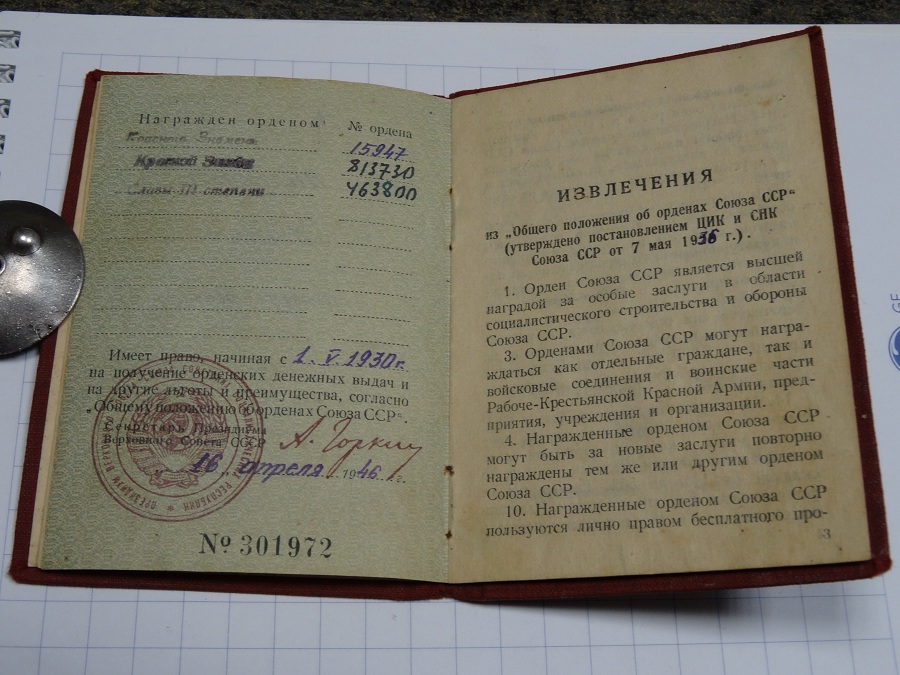 Награжден орденом № ордена
Красного Знамени 15947
Красной Звезды 813730
Славы III степени 463800
Имеет право, начиная с 1. V. 1930г.
на получение орденских денежных выдач и
на другие льготы и преимущества, согласно
„Общему положению об орденах Союза ССР“.
Секретарь Президиума
Верховного Совета СССР
А. Горкин
„16“ апреля 1946 г.
№ 301972
ИЗВЛЕЧЕНИЯ
из „Общего положения об орденах Союза ССР“
(утверждено постановлением ЦИК и СНК
Союза ССР от 7 мая 1936 г.).
1. Орден Союза ССР является высшей
наградой за особые заслуги в области
социалистического строительства и обороны
Союза ССР.
3. Орденами Союза ССР могут награ-
ждаться как отдельные граждане, так и
войсковые соединения и воинские части
Рабоче-Крестьянской Красной Армии, пред-
приятия, учреждения и организации.
4. Награжденные орденом Союза ССР
могут быть за новые заслуги повторно
награждены тем же или другим орденом
Союза ССР.
10. Награжденные орденом Союза ССР
пользуются лично правом бесплатного про-
3
GE